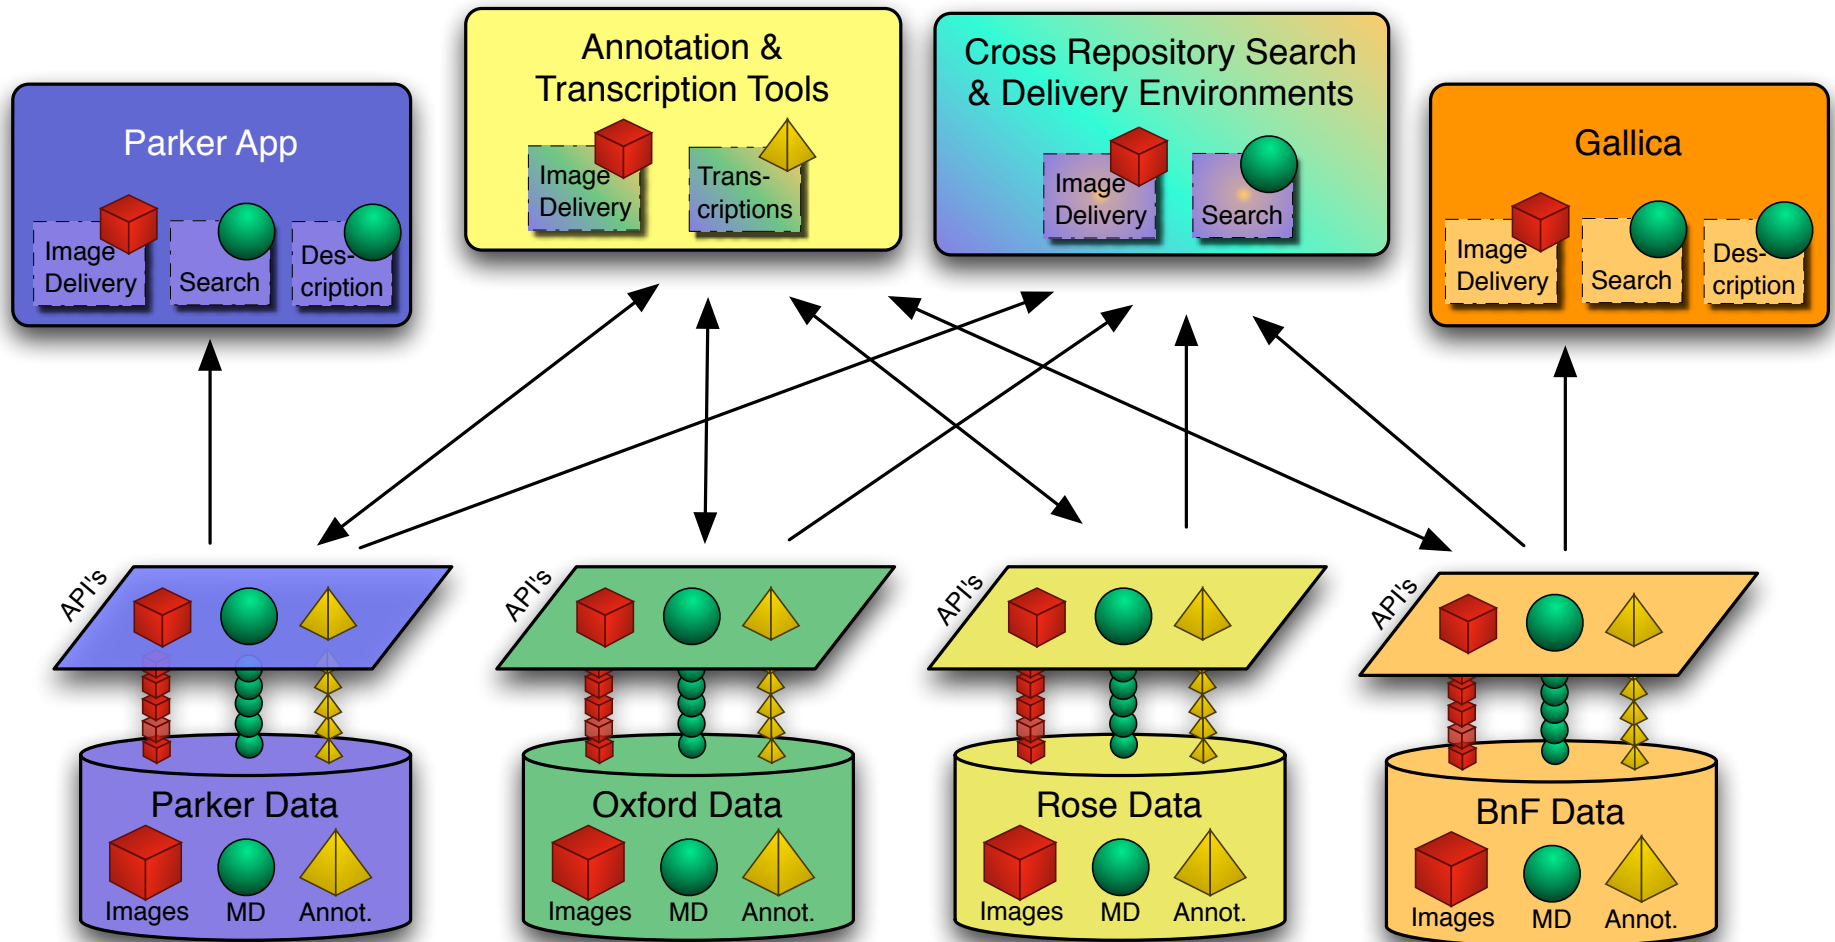 Annotation &
Transcription Tools
Image
Delivery
Trans-
criptions
Cross Repository Search
& Delivery Environments
Image
Delivery
Search
Parker App
Image
Delivery
Search
Des-
cription
Gallica
Image
Delivery
Search
Des-
cription
API's
API's
API's
API's
Parker Data
Images
MD
Annot.
Oxford Data
Images
MD
Annot.
Rose Data
Images
MD
Annot.
BnF Data
Images
MD
Annot.